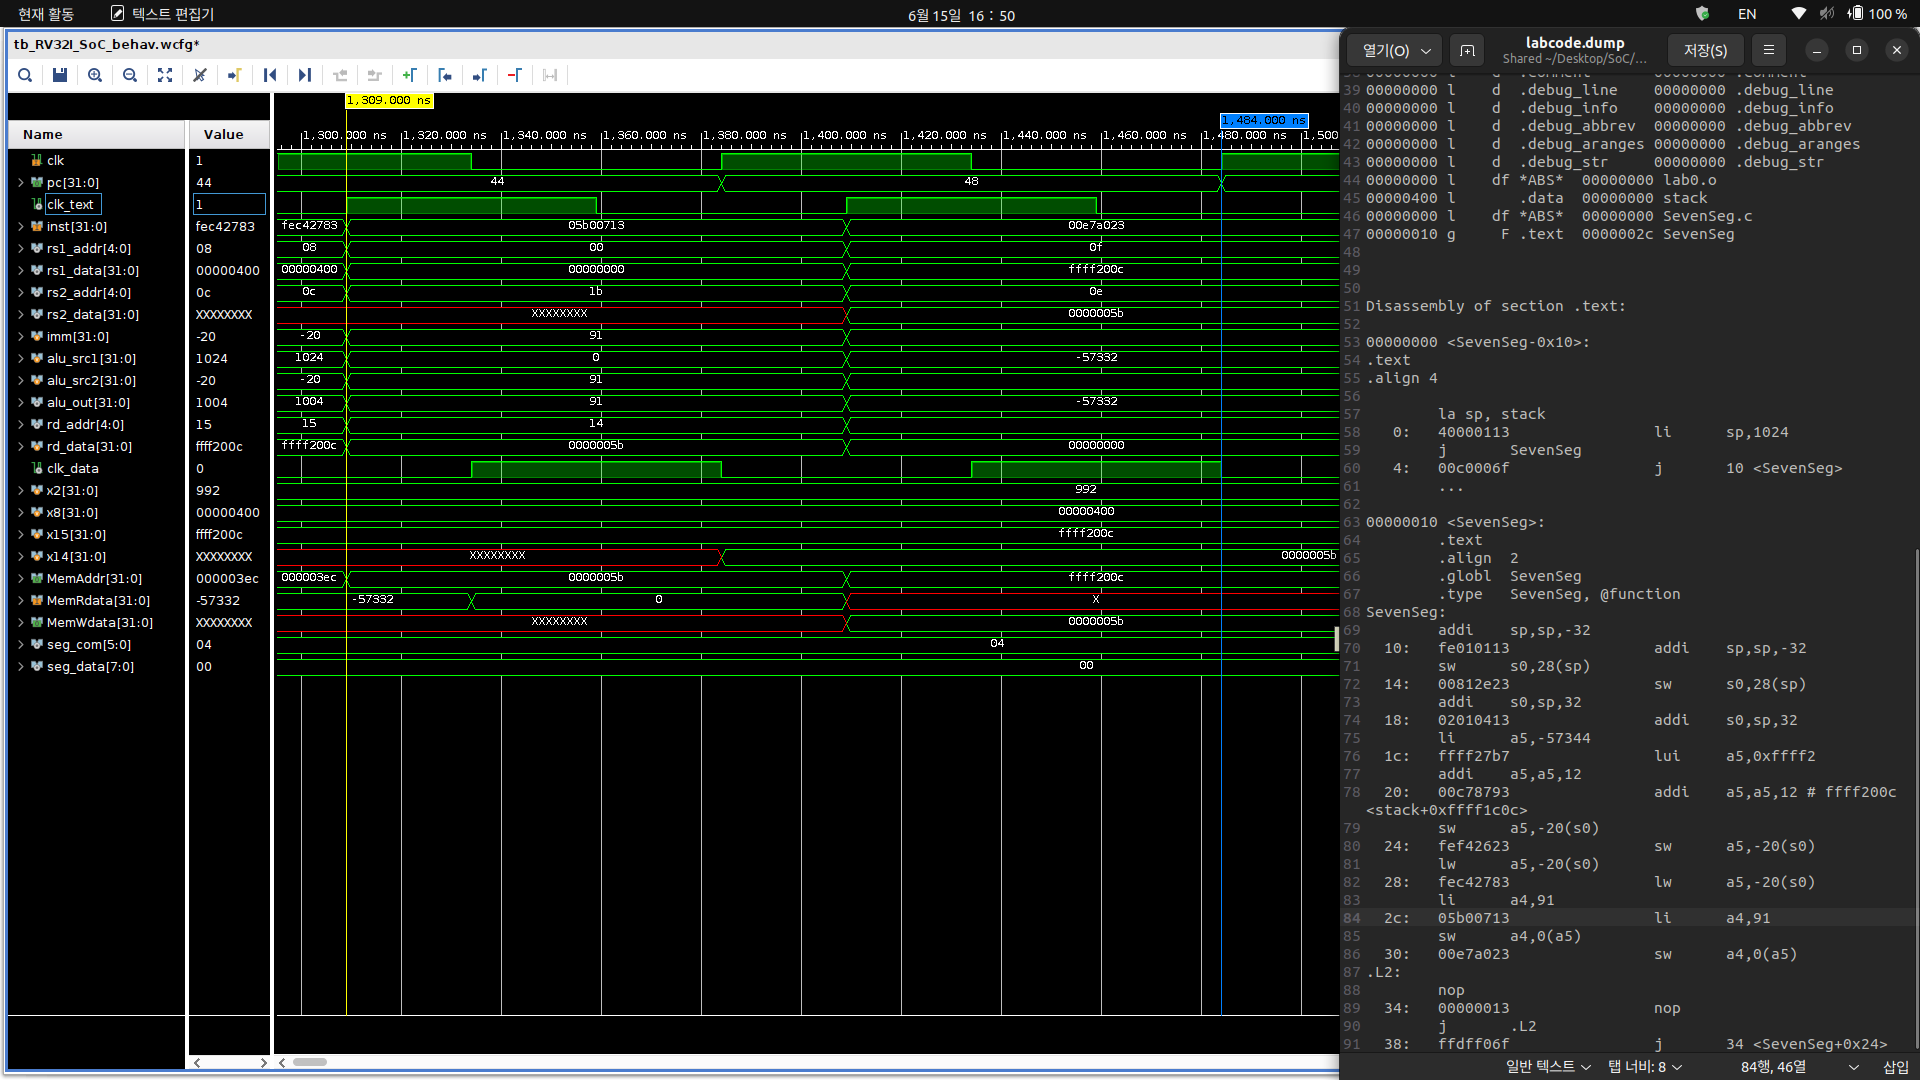 현재 활동 텍스트 편집기 6월 15일 16 : 50 EN 100 %
tb_RV32I_SoC_behav.wcfg*
1,309.000 ns
1,484.000 ns
1,300.000 ns 1,320.000 ns 1,340.000 ns 1,360.000 ns 1,380.000 ns 1,400.000 ns 1,420.000 ns 1,440.000 ns 1,460.000 ns 1,480.000 ns 1,500
Name Value
clk 1
pc[31:0] 44 44 48
clk_text 1
inst[31:0] fec42783 fec42783 05b00713 00e7a023
rs1_addr[4:0] 08 08 00 0f
rs1_data[31:0] 00000400 00000400 00000000 ffff200c
rs2_addr[4:0] 0c 0c 1b 0e
rs2_data[31:0] XXXXXXXX XXXXXXXX 0000005b
imm[31:0] -20 -20 91
alu_src1[31:0] 1024 1024 0 -57332
alu_src2[31:0] -20 -20 91
alu_out[31:0] 1004 1004 91 -57332
rd_addr[4:0] 15 15 14
rd_data[31:0] ffff200c ffff200c 0000005b 00000000
clk_data 0
x2[31:0] 992 992
x8[31:0] 00000400 00000400
x15[31:0] ffff200c ffff200c
x14[31:0] XXXXXXXX XXXXXXXX 0000005b
MemAddr[31:0] 000003ec 000003ec 0000005b ffff200c
MemRdata[31:0] -57332 -57332 0 X
MemWdata[31:0] XXXXXXXX XXXXXXXX 0000005b
seg_com[5:0] 04 04
seg_data[7:0] 00 00
열기(O) labcode.dump 저장(S)
Shared ~/Desktop/SoC/...
39 00000000 l d .debug_line 00000000 .debug_line
40 00000000 l d .debug_info 00000000 .debug_info
41 00000000 l d .debug_abbrev 00000000 .debug_abbrev
42 00000000 l d .debug_aranges 00000000 .debug_aranges
43 00000000 l d .debug_str 00000000 .debug_str
44 00000000 l df *ABS* 00000000 lab0.o
45 00000400 l .data 00000000 stack
46 00000000 l df *ABS* 00000000 SevenSeg.c
47 00000010 g F .text 0000002c SevenSeg
48
49
50
51 Disassembly of section .text:
52
53 00000000 <SevenSeg-0x10>:
54 .text
55 .align 4
56
57 la sp, stack
58 0: 40000113 li sp,1024
59 j SevenSeg
60 4: 00c0006f j 10 <SevenSeg>
61 ...
62
63 00000010 <SevenSeg>:
64 .text
65 .align 2
66 .globl SevenSeg
67 .type SevenSeg, @function
68 SevenSeg:
69 addi sp,sp,-32
70 10: fe010113 addi sp,sp,-32
71 sw s0,28(sp)
72 14: 00812e23 sw s0,28(sp)
73 addi s0,sp,32
74 18: 02010413 addi s0,sp,32
75 li a5,-57344
76 1c: ffff27b7 lui a5,0xffff2
77 addi a5,a5,12
78 20: 00c78793 addi a5,a5,12 # ffff200c
<stack+0xffff1c0c>
79 sw a5,-20(s0)
80 24: fef42623 sw a5,-20(s0)
81 lw a5,-20(s0)
82 28: fec42783 lw a5,-20(s0)
83 li a4,91
84 2c: 05b00713 li a4,91
85 sw a4,0(a5)
86 30: 00e7a023 sw a4,0(a5)
87 .L2:
88 nop
89 34: 00000013 nop
90 j .L2
91 38: ffdff06f j 34 <SevenSeg+0x24>
일반 텍스트 탭 너비: 8 84행, 46열 삽입